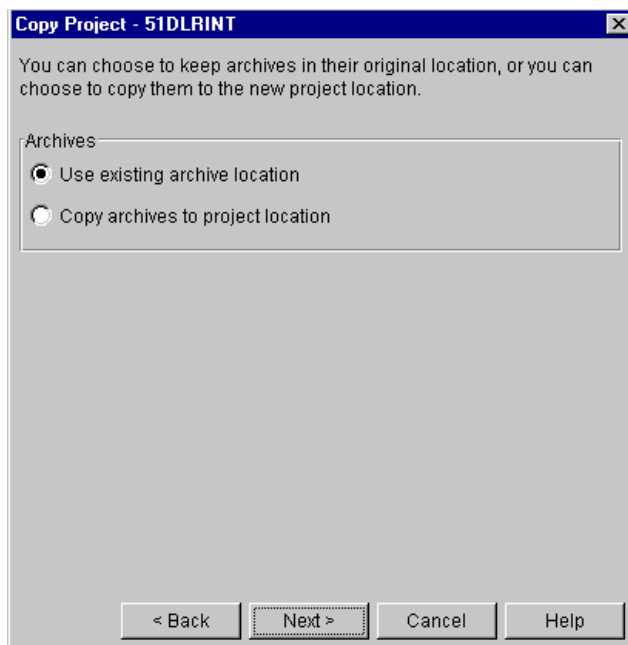 Copy Project - 51DLRINT
You can choose to keep archives in their original location, or you can
choose to copy them to the new project location.
Archives
Use existing archive location
Copy archives to project location
< Back Next > Cancel Help